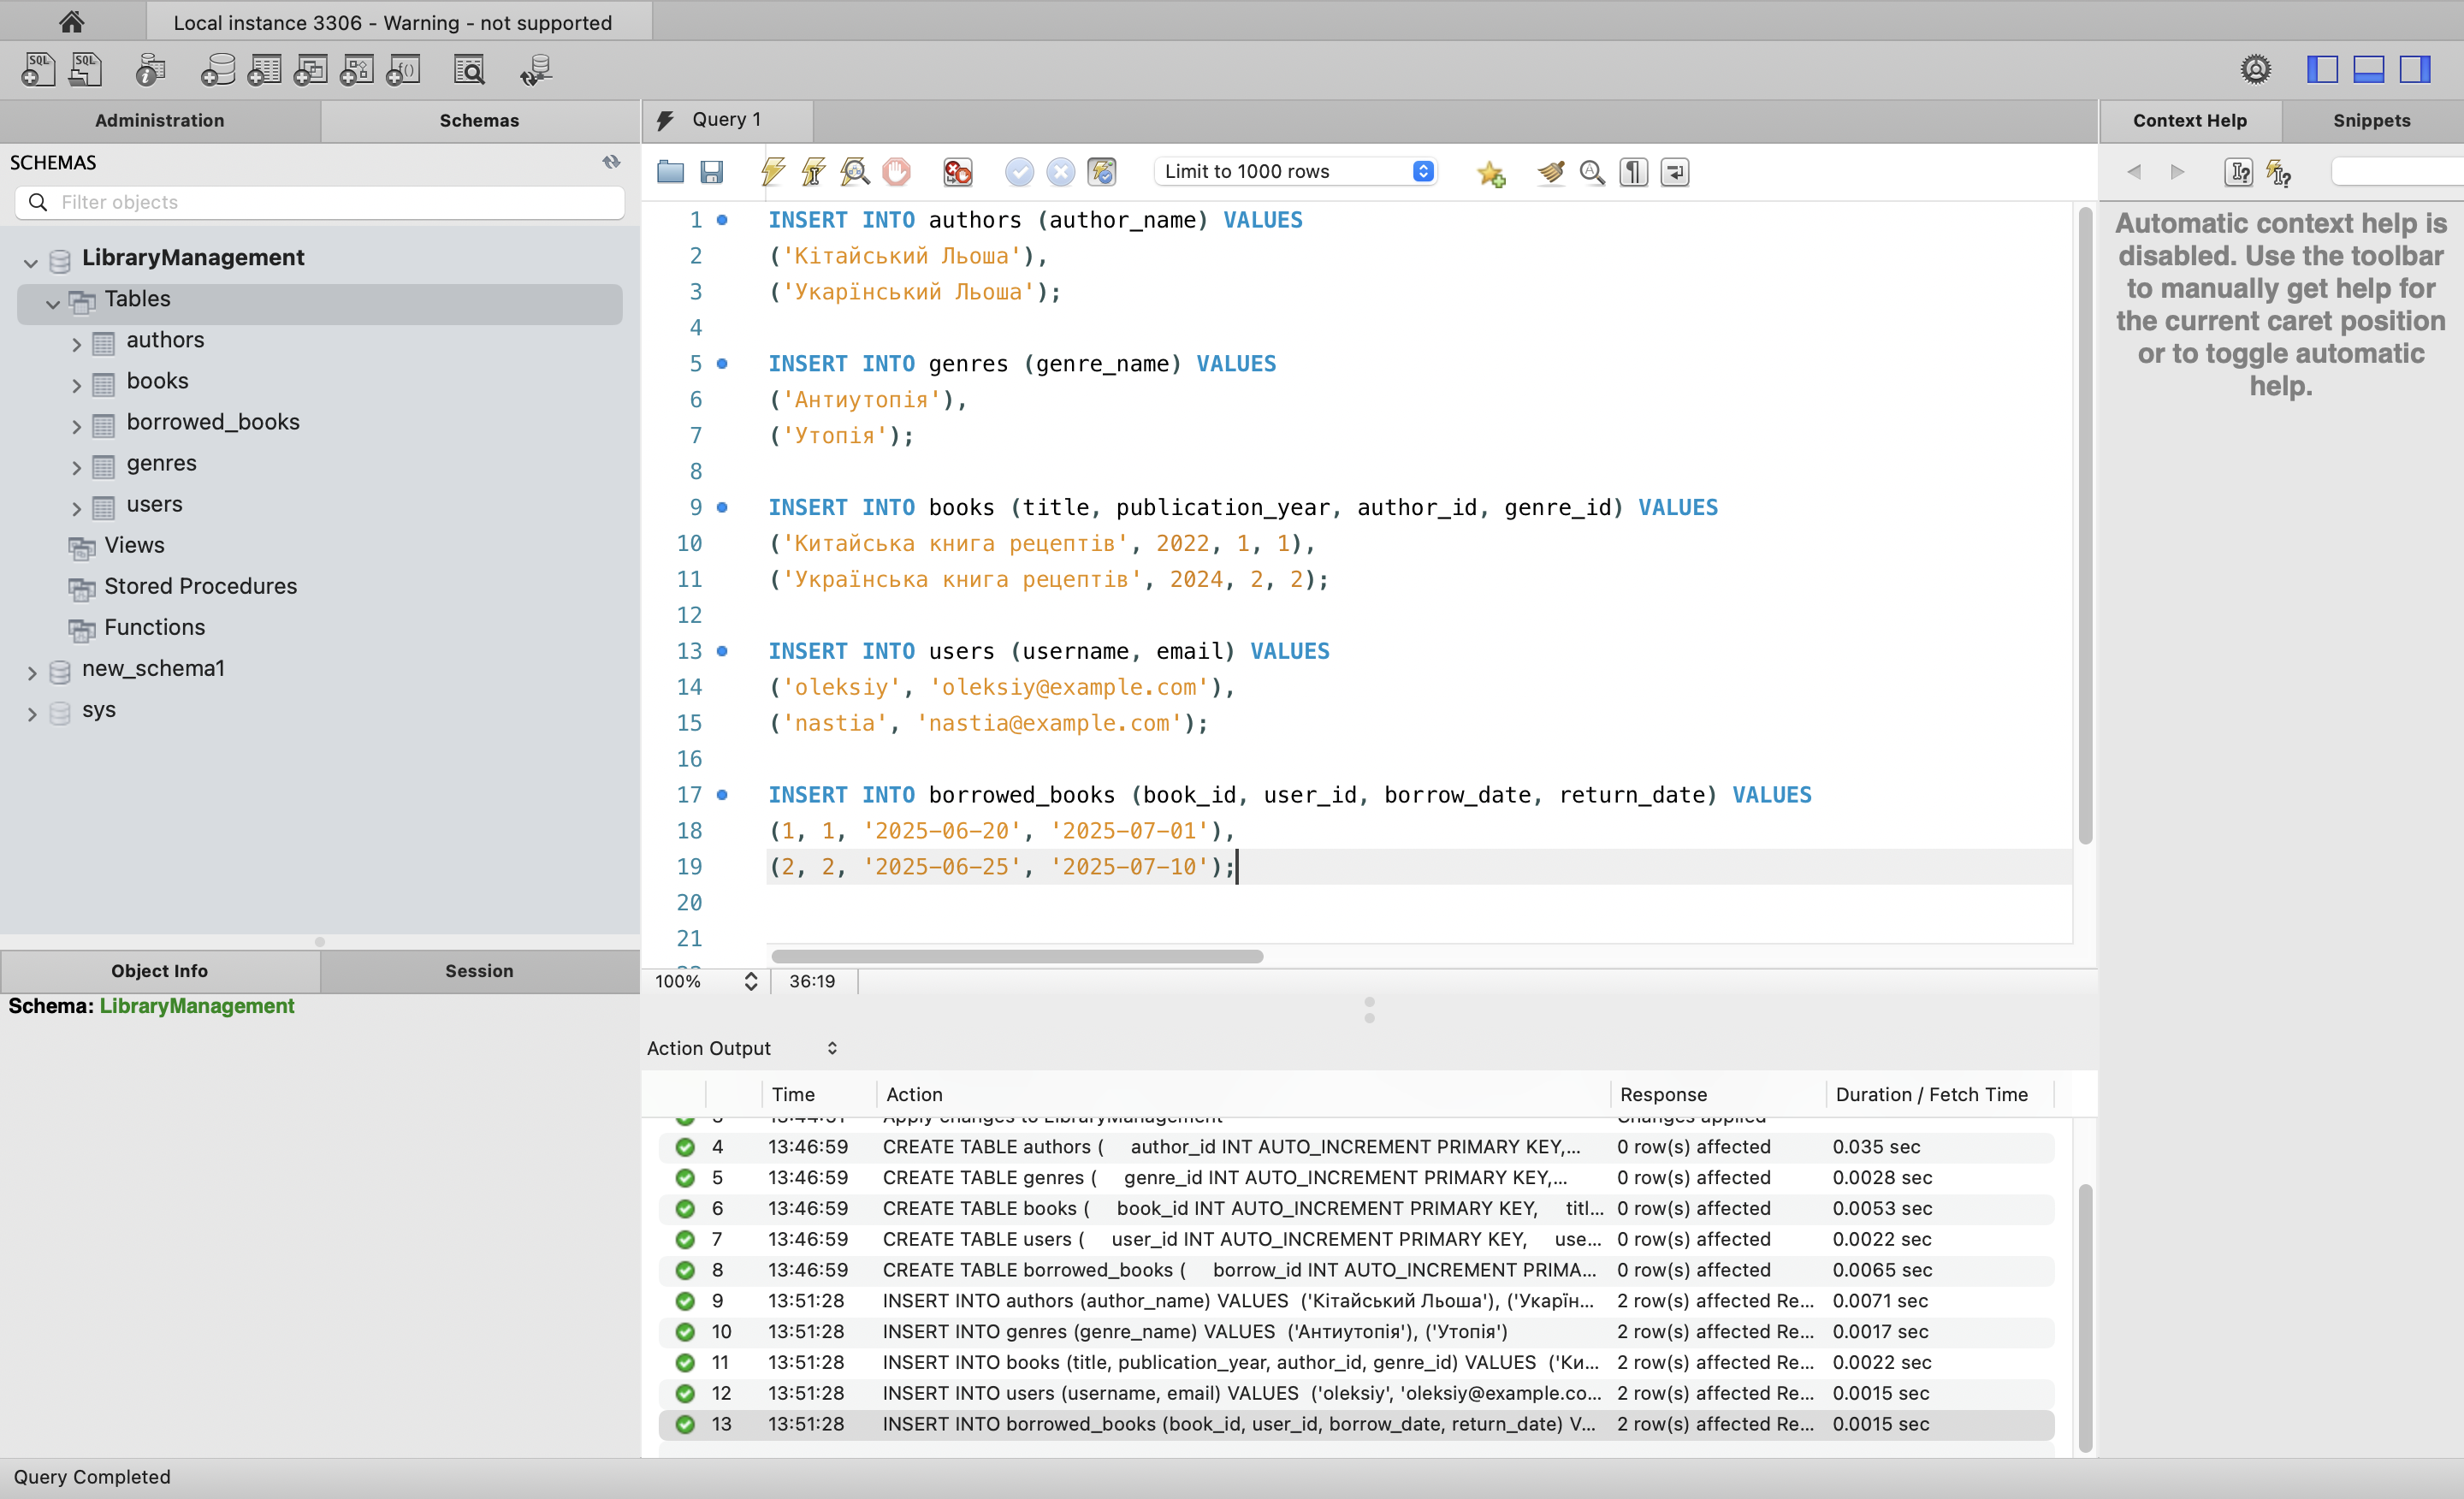 Local instance 3306 - Warning - not supported
Administration
Schemas
SCHEMAS
Filter objects
LibraryManagement
Tables
authors
books
borrowed_books
genres
users
Views
Stored Procedures
Functions
new_schema1
sys
Object Info
Session
Schema: LibraryManagement
Query 1
Limit to 1000 rows
1 INSERT INTO authors (author_name) VALUES
2 ('Кітайський Льоша'),
3 ('Укарїнський Льоша');
4
5 INSERT INTO genres (genre_name) VALUES
6 ('Антиутопія'),
7 ('Утопія');
8
9 INSERT INTO books (title, publication_year, author_id, genre_id) VALUES
10 ('Китайська книга рецептів', 2022, 1, 1),
11 ('Українська книга рецептів', 2024, 2, 2);
12
13 INSERT INTO users (username, email) VALUES
14 ('oleksiy', 'oleksiy@example.com'),
15 ('nastia', 'nastia@example.com');
16
17 INSERT INTO borrowed_books (book_id, user_id, borrow_date, return_date) VALUES
18 (1, 1, '2025-06-20', '2025-07-01'),
19 (2, 2, '2025-06-25', '2025-07-10');
20
21
100% 36:19
Action Output
Time Action Response Duration / Fetch Time
3 13:44:51 Apply changes to LibraryManagement Changes applied
4 13:46:59 CREATE TABLE authors ( author_id INT AUTO_INCREMENT PRIMARY KEY,... 0 row(s) affected 0.035 sec
5 13:46:59 CREATE TABLE genres ( genre_id INT AUTO_INCREMENT PRIMARY KEY,... 0 row(s) affected 0.0028 sec
6 13:46:59 CREATE TABLE books ( book_id INT AUTO_INCREMENT PRIMARY KEY, titl... 0 row(s) affected 0.0053 sec
7 13:46:59 CREATE TABLE users ( user_id INT AUTO_INCREMENT PRIMARY KEY, use... 0 row(s) affected 0.0022 sec
8 13:46:59 CREATE TABLE borrowed_books ( borrow_id INT AUTO_INCREMENT PRIMA... 0 row(s) affected 0.0065 sec
9 13:51:28 INSERT INTO authors (author_name) VALUES ('Кітайський Льоша'), ('Укарїн... 2 row(s) affected Re... 0.0071 sec
10 13:51:28 INSERT INTO genres (genre_name) VALUES ('Антиутопія'), ('Утопія') 2 row(s) affected Re... 0.0017 sec
11 13:51:28 INSERT INTO books (title, publication_year, author_id, genre_id) VALUES ('Ки... 2 row(s) affected Re... 0.0022 sec
12 13:51:28 INSERT INTO users (username, email) VALUES ('oleksiy', 'oleksiy@example.co... 2 row(s) affected Re... 0.0015 sec
13 13:51:28 INSERT INTO borrowed_books (book_id, user_id, borrow_date, return_date) V... 2 row(s) affected Re... 0.0015 sec
Context Help
Snippets
Automatic context help is
disabled. Use the toolbar
to manually get help for
the current caret position
or to toggle automatic
help.
Query Completed